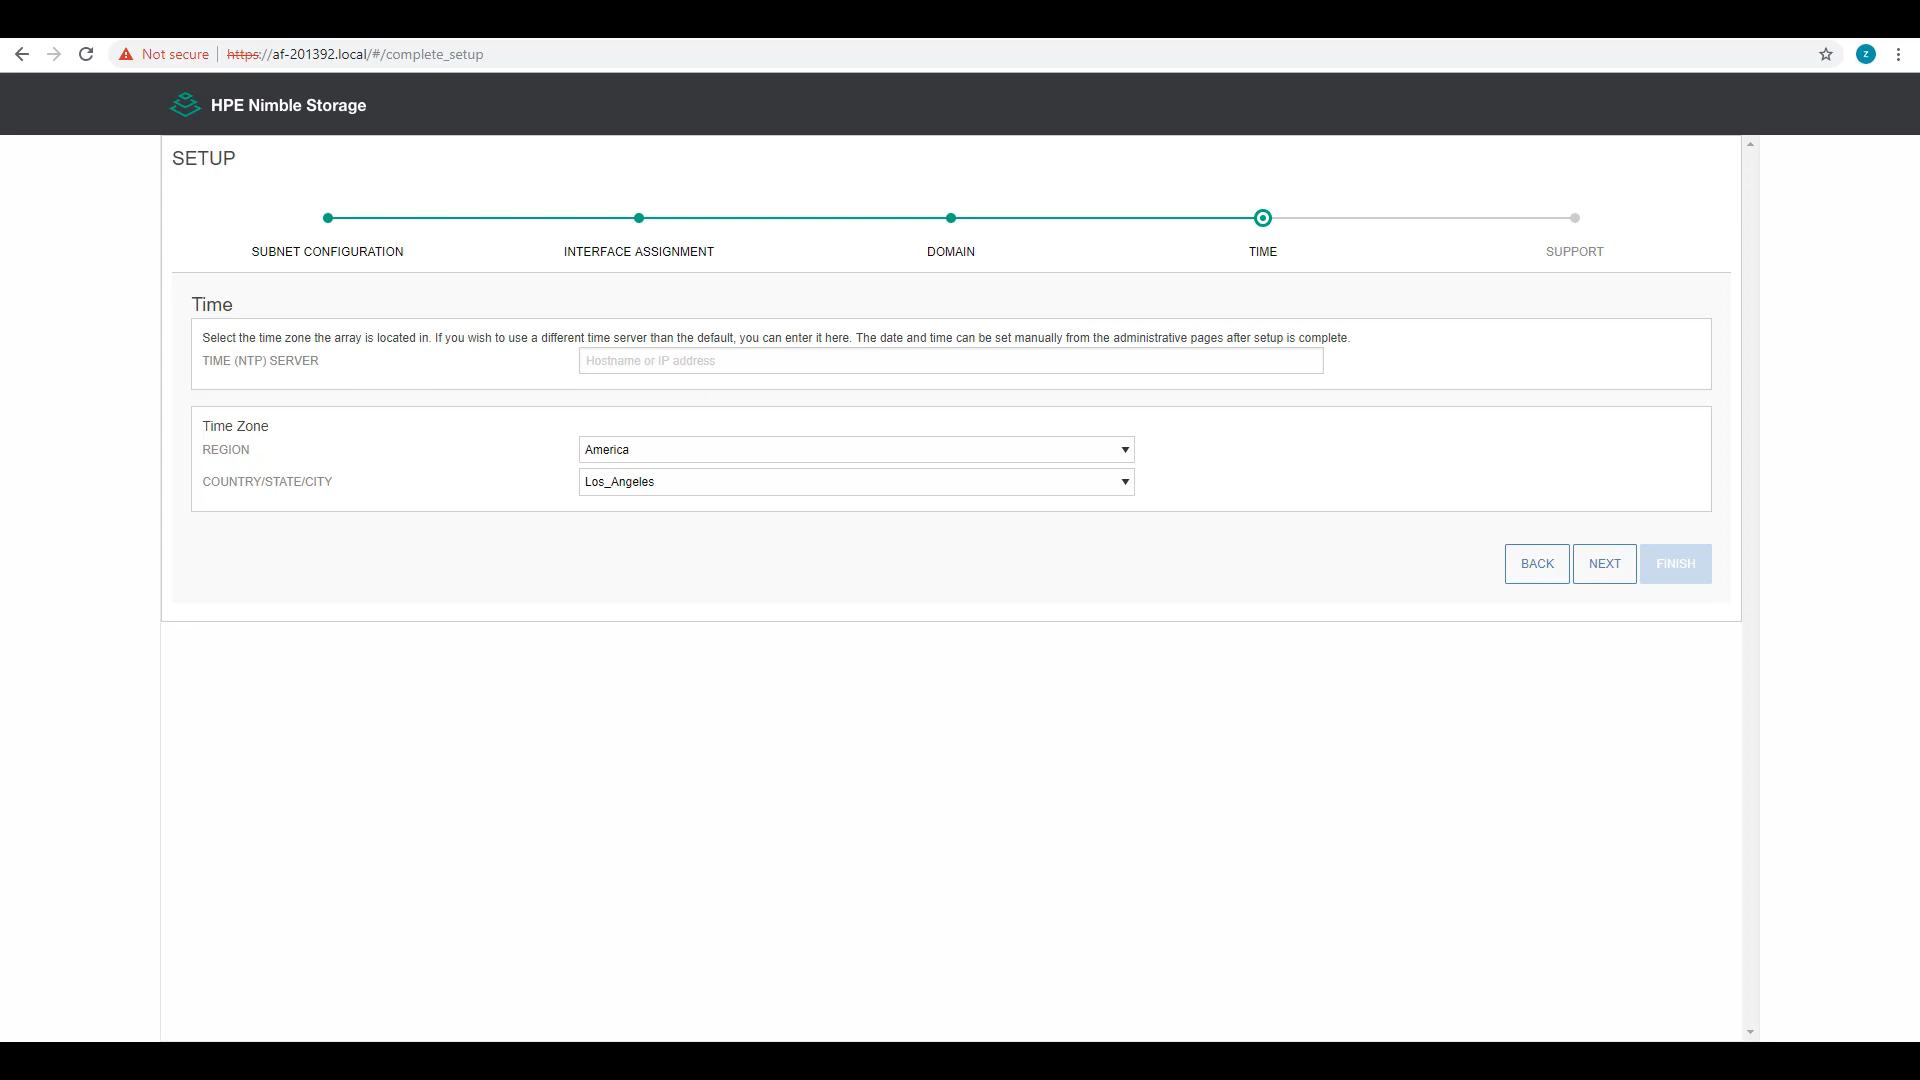 Not secure | https://af-201392.local/#/complete_setup
z
HPE Nimble Storage
SETUP
SUBNET CONFIGURATION
INTERFACE ASSIGNMENT
DOMAIN
TIME
SUPPORT
Time
Select the time zone the array is located in. If you wish to use a different time server than the default, you can enter it here. The date and time can be set manually from the administrative pages after setup is complete.
TIME (NTP) SERVER
Hostname or IP address
Time Zone
REGION
America
COUNTRY/STATE/CITY
Los_Angeles
BACK
NEXT
FINISH